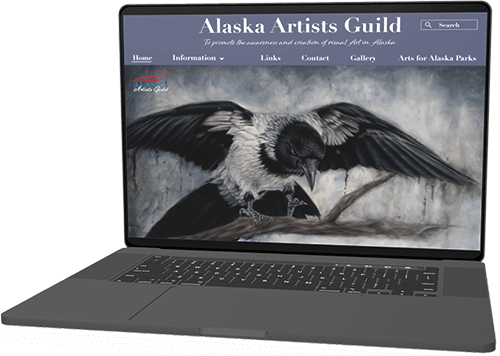 Alaska Artists Guild
Search
To promote the awareness and creation of visual Art in Alaska
Home Information Links Contact Gallery Arts for Alaska Parks
Artists Guild